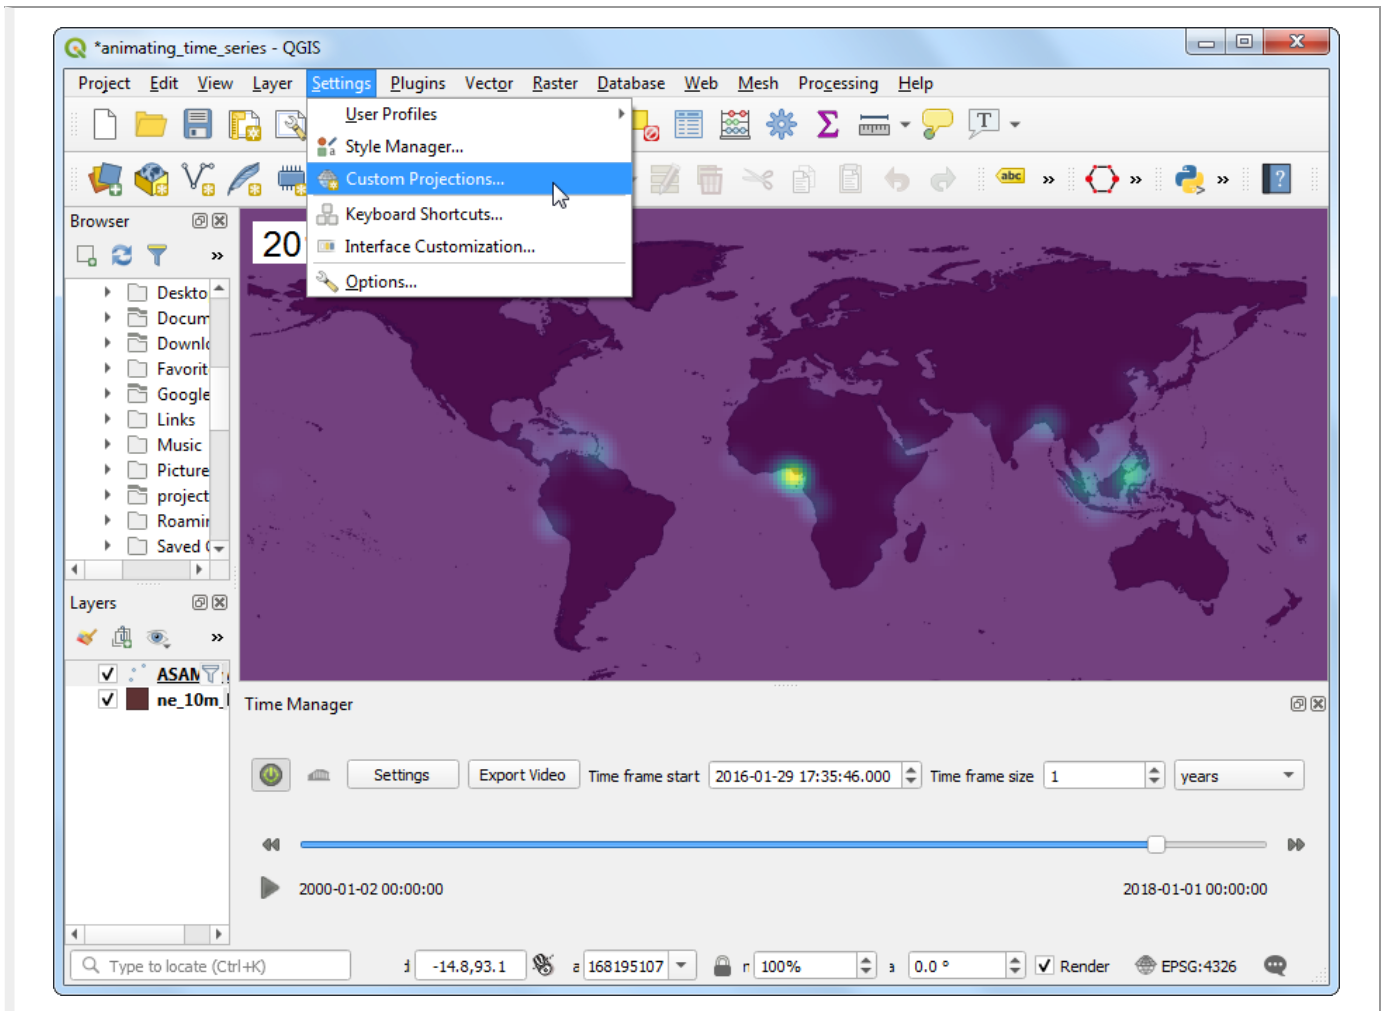 *animating_time_series - QGIS
Project Edit View Layer Settings Plugins Vector Raster Database Web Mesh Processing Help
User Profiles
Style Manager...
Custom Projections...
Keyboard Shortcuts...
Interface Customization...
Options...
T
abc » » » ?
Browser
»
20
Deskto
Docum
Downlo
Favorit
Google
Links
Music
Picture
project
Roamin
Saved
Layers
»
ASAM
ne_10m_l
Time Manager
Settings Export Video Time frame start 2016-01-29 17:35:46.000 Time frame size 1 years
2000-01-02 00:00:00 2018-01-01 00:00:00
Type to locate (Ctrl+K) -14.8,93.1 a 168195107 r 100% a 0.0 ° Render EPSG:4326